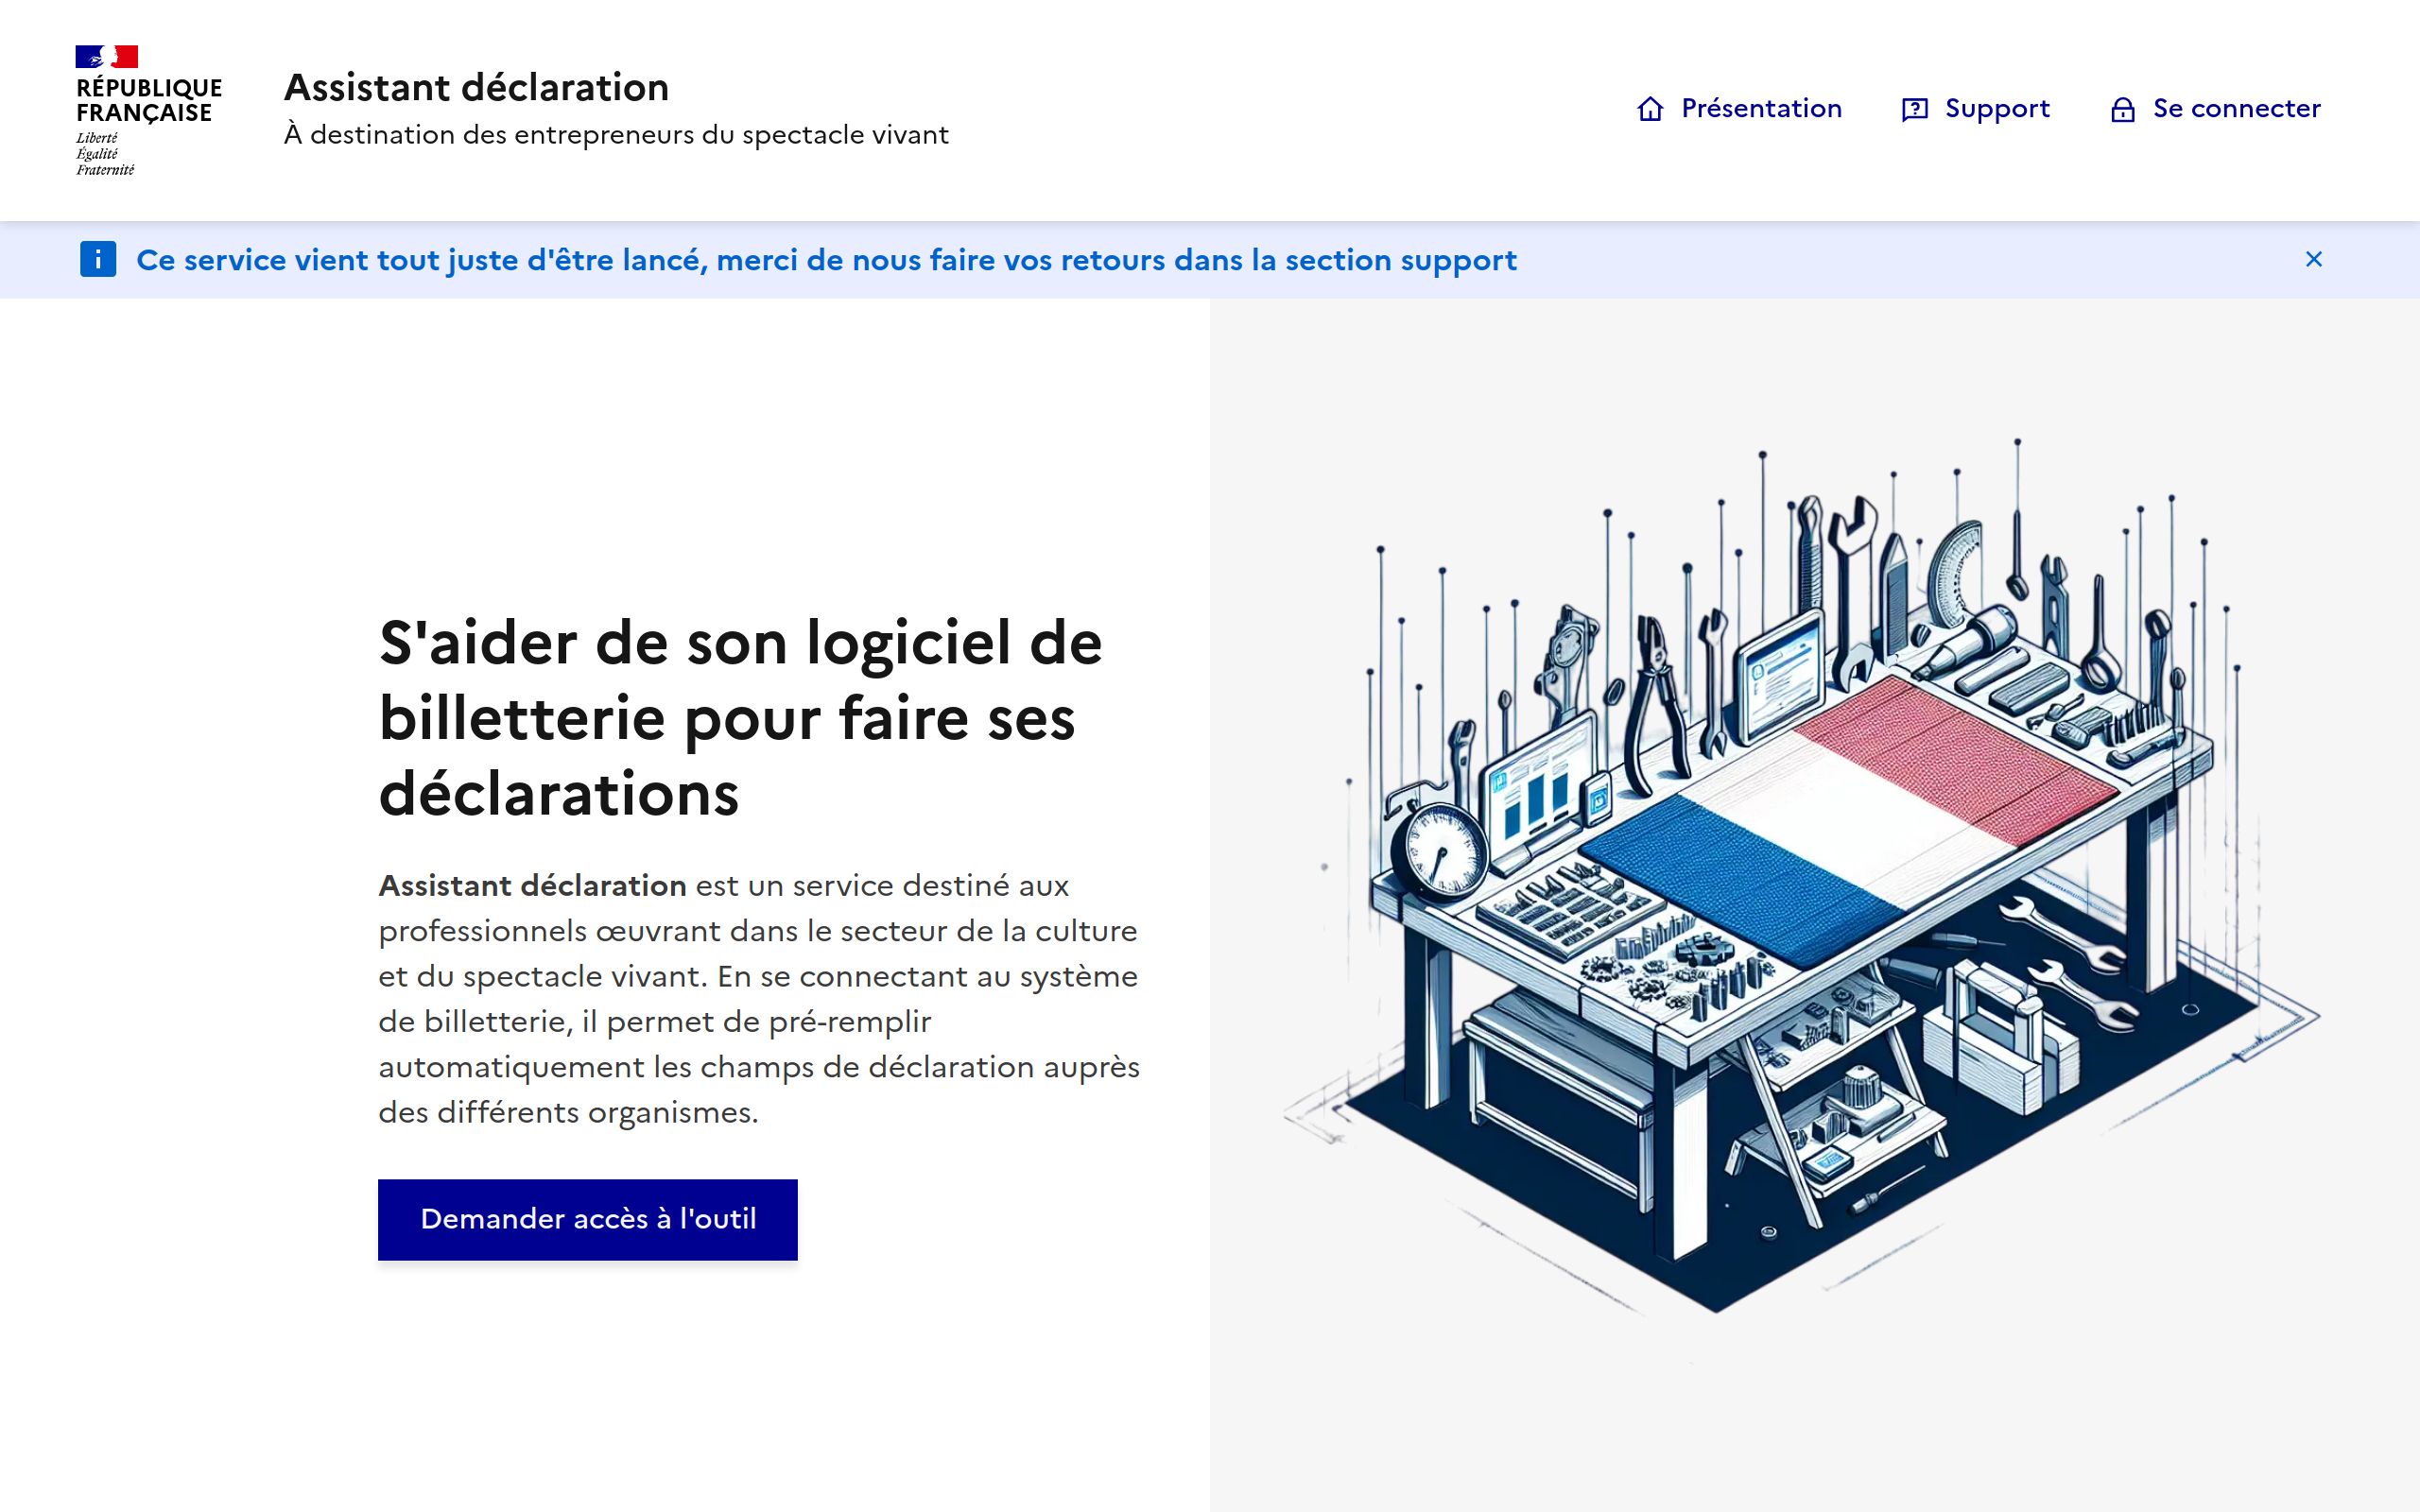 RÉPUBLIQUE
FRANÇAISE
Liberté
Égalité
Fraternité
Assistant déclaration
À destination des entrepreneurs du spectacle vivant
Présentation
Support
Se connecter
Ce service vient tout juste d'être lancé, merci de nous faire vos retours dans la section support
S'aider de son logiciel de
billetterie pour faire ses
déclarations
Assistant déclaration est un service destiné aux
professionnels œuvrant dans le secteur de la culture
et du spectacle vivant. En se connectant au système
de billetterie, il permet de pré-remplir
automatiquement les champs de déclaration auprès
des différents organismes.
Demander accès à l'outil